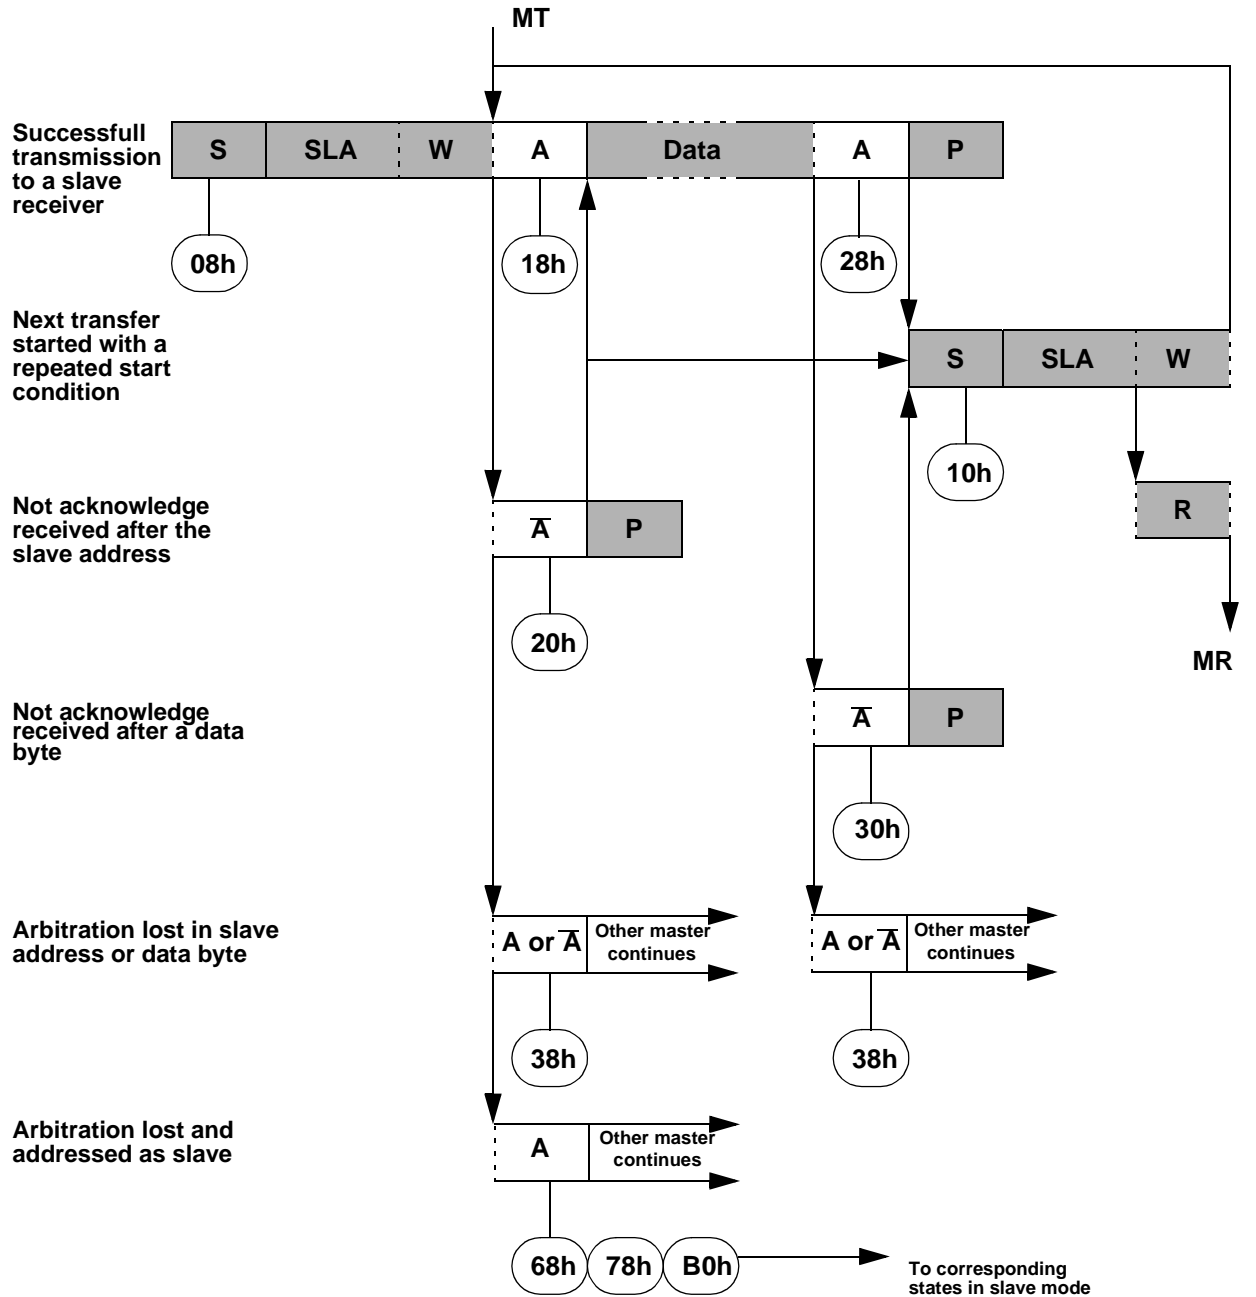 MT
Successfull
transmission
to a slave
receiver
S SLA W A Data A P
08h 18h 28h
Next transfer
started with a
repeated start
condition
S SLA W
10h
Not acknowledge
received after the
slave address
A̅ P
R
20h
MR
Not acknowledge
received after a data
byte
A̅ P
30h
Arbitration lost in slave
address or data byte
A or A̅
Other master
continues
A or A̅
Other master
continues
38h 38h
Arbitration lost and
addressed as slave
A
Other master
continues
68h 78h B0h
To corresponding
states in slave mode